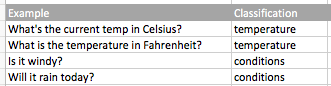 Example Classification
What's the current temp in Celsius? temperature
What is the temperature in Fahrenheit? temperature
Is it windy? conditions
Will it rain today? conditions